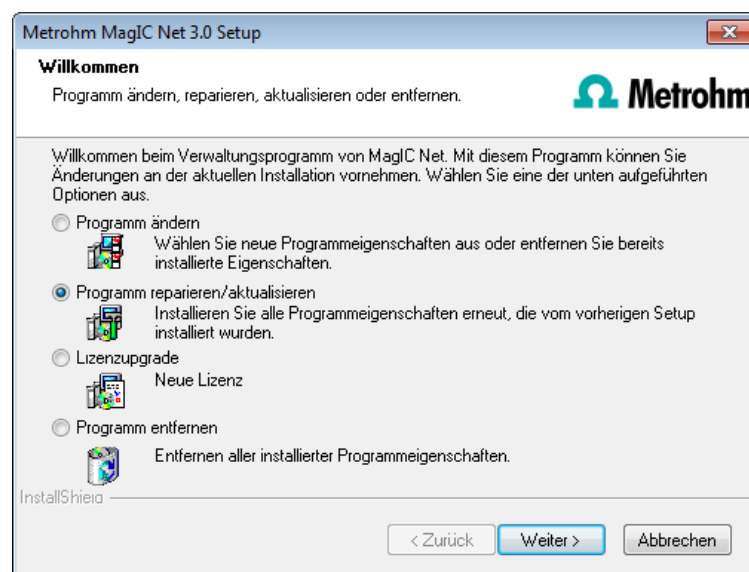 Metrohm MagIC Net 3.0 Setup
Willkommen
Programm ändern, reparieren, aktualisieren oder entfernen.
Metrohm
Willkommen beim Verwaltungsprogramm von MagIC Net. Mit diesem Programm können Sie
Änderungen an der aktuellen Installation vornehmen. Wählen Sie eine der unten aufgeführten
Optionen aus.
Programm ändern
Wählen Sie neue Programmeigenschaften aus oder entfernen Sie bereits
installierte Eigenschaften.
Programm reparieren/aktualisieren
Installieren Sie alle Programmeigenschaften erneut, die vom vorherigen Setup
installiert wurden.
Lizenzupgrade
Neue Lizenz
Programm entfernen
Entfernen aller installierter Programmeigenschaften.
InstallShield
< Zurück Weiter > Abbrechen